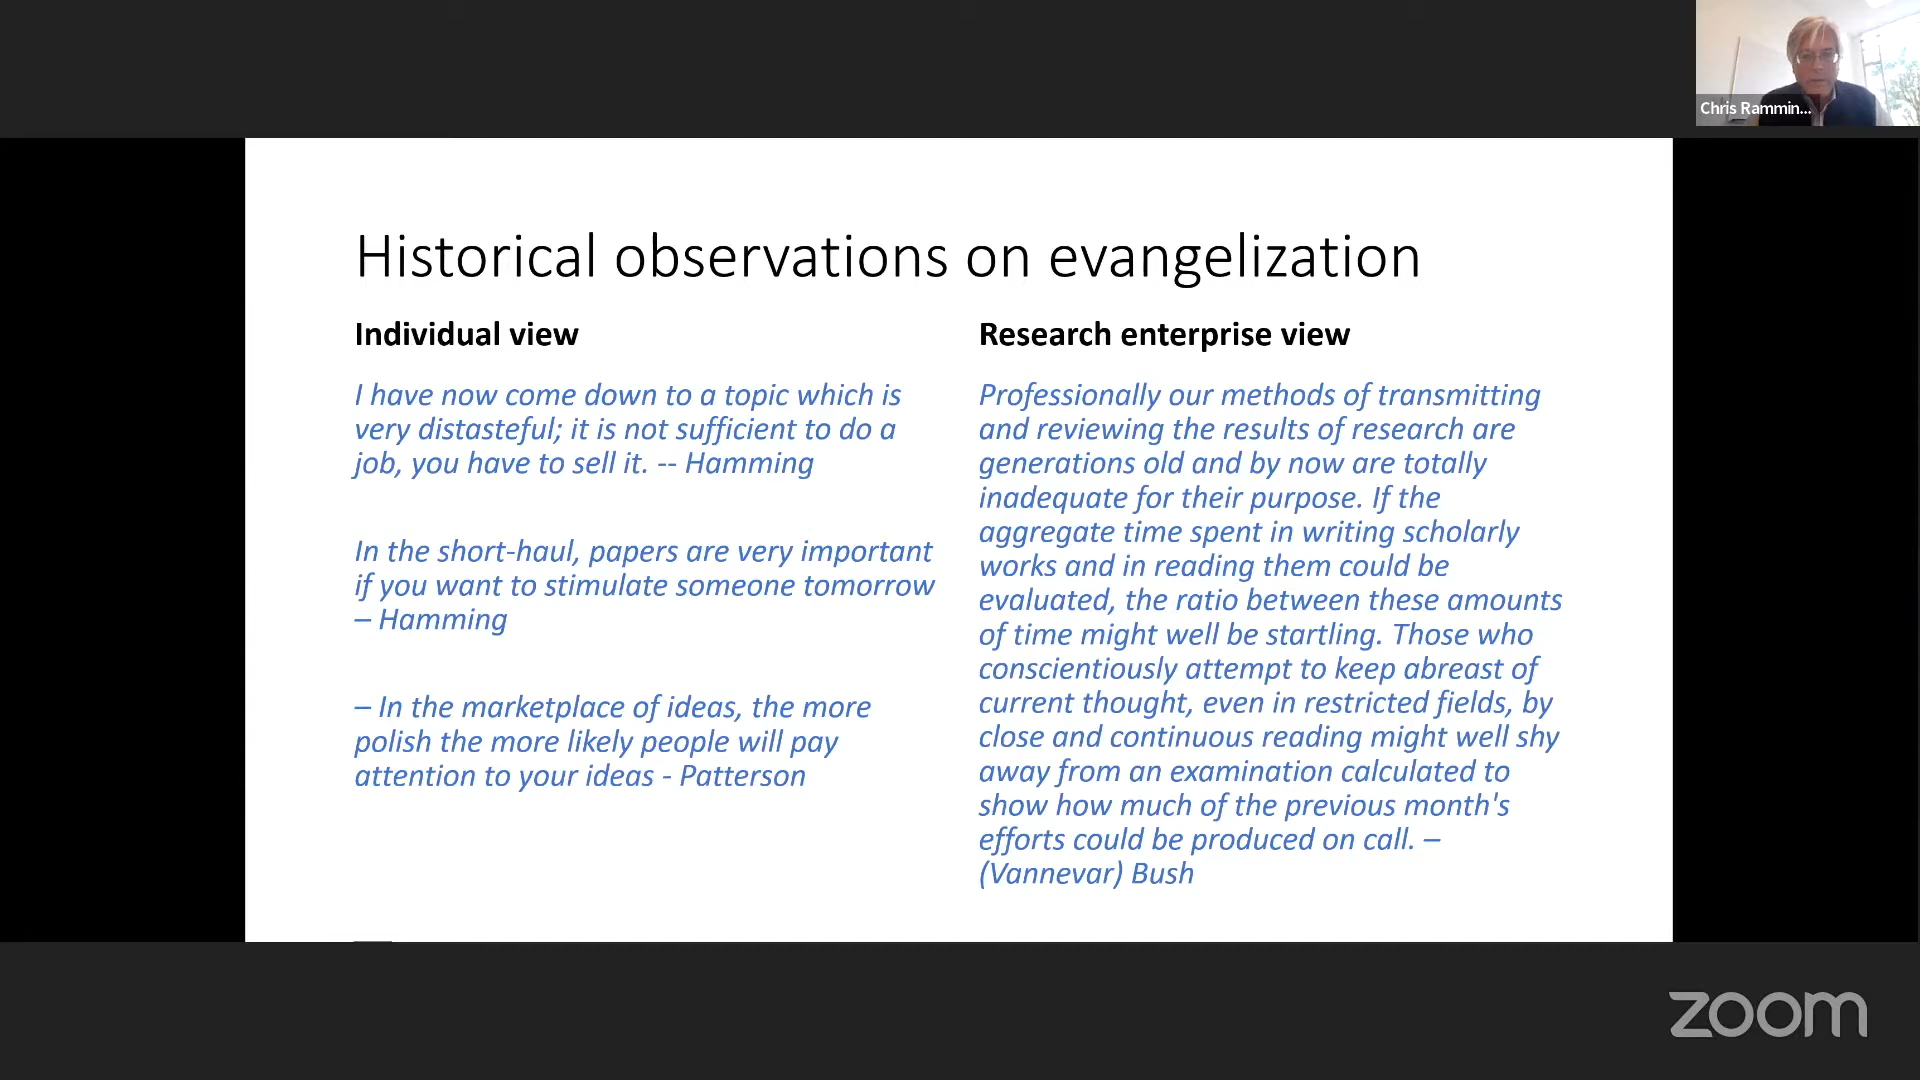 Chris Rammin...
Historical observations on evangelization
Individual view
I have now come down to a topic which is
very distasteful; it is not sufficient to do a
job, you have to sell it. -- Hamming
In the short-haul, papers are very important
if you want to stimulate someone tomorrow
– Hamming
– In the marketplace of ideas, the more
polish the more likely people will pay
attention to your ideas - Patterson
Research enterprise view
Professionally our methods of transmitting
and reviewing the results of research are
generations old and by now are totally
inadequate for their purpose. If the
aggregate time spent in writing scholarly
works and in reading them could be
evaluated, the ratio between these amounts
of time might well be startling. Those who
conscientiously attempt to keep abreast of
current thought, even in restricted fields, by
close and continuous reading might well shy
away from an examination calculated to
show how much of the previous month's
efforts could be produced on call. –
(Vannevar) Bush
zoom